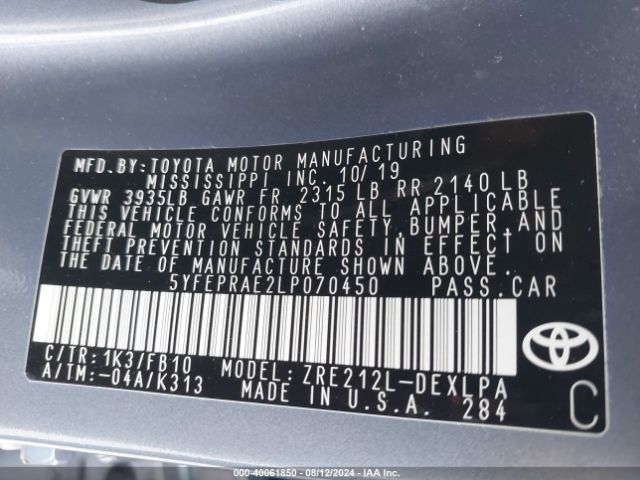 MFD. BY: TOYOTA MOTOR MANUFACTURING
MISSISSIPPI INC. 10/19
GVWR 3935LB GAWR FR 2315 LB RR 2140 LB
THIS VEHICLE CONFORMS TO ALL APPLICABLE
FEDERAL MOTOR VEHICLE SAFETY, BUMPER, AND
THEFT PREVENTION STANDARDS IN EFFECT ON
THE DATE OF MANUFACTURE SHOWN ABOVE.
5YFEPRAE2LP070450 PASS. CAR
C/TR: 1K3/FB10 MODEL: ZRE212L-DEXLPA
A/TM: -04A/K313 MADE IN U.S.A. 284
C
000-40061850 - 08/12/2024 - IAA Inc.